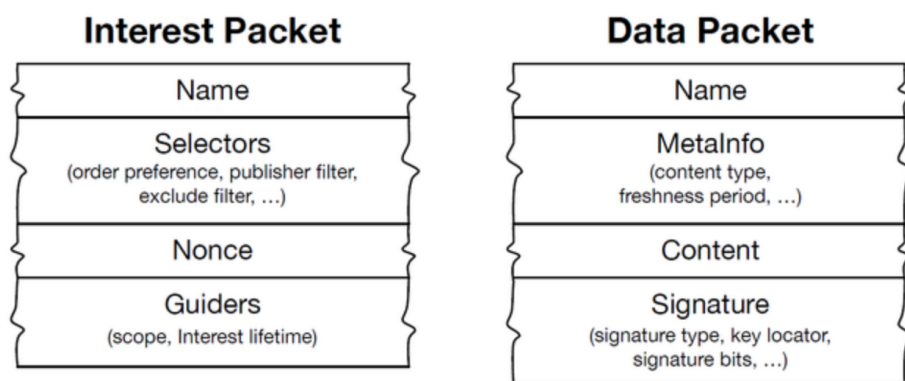 Interest Packet
Name
Selectors
(order preference, publisher filter,
exclude filter, ...)
Nonce
Guiders
(scope, Interest lifetime)
Data Packet
Name
MetaInfo
(content type,
freshness period, ...)
Content
Signature
(signature type, key locator,
signature bits, ...)